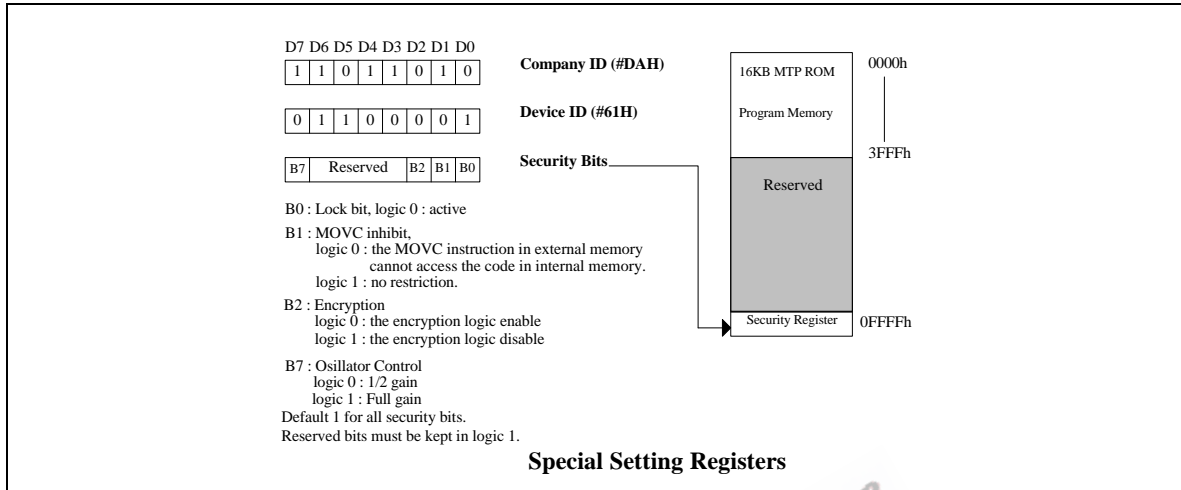 D7 D6 D5 D4 D3 D2 D1 D0
1 1 0 1 1 0 1 0
Company ID (#DAH)
0 1 1 0 0 0 0 1
Device ID (#61H)
B7 Reserved B2 B1 B0
Security Bits
B0 : Lock bit, logic 0 : active
B1 : MOVC inhibit,
logic 0 : the MOVC instruction in external memory
cannot access the code in internal memory.
logic 1 : no restriction.
B2 : Encryption
logic 0 : the encryption logic enable
logic 1 : the encryption logic disable
B7 : Osillator Control
logic 0 : 1/2 gain
logic 1 : Full gain
Default 1 for all security bits.
Reserved bits must be kept in logic 1.
16KB MTP ROM
Program Memory
0000h
3FFFh
Reserved
Security Register
0FFFFh
Special Setting Registers